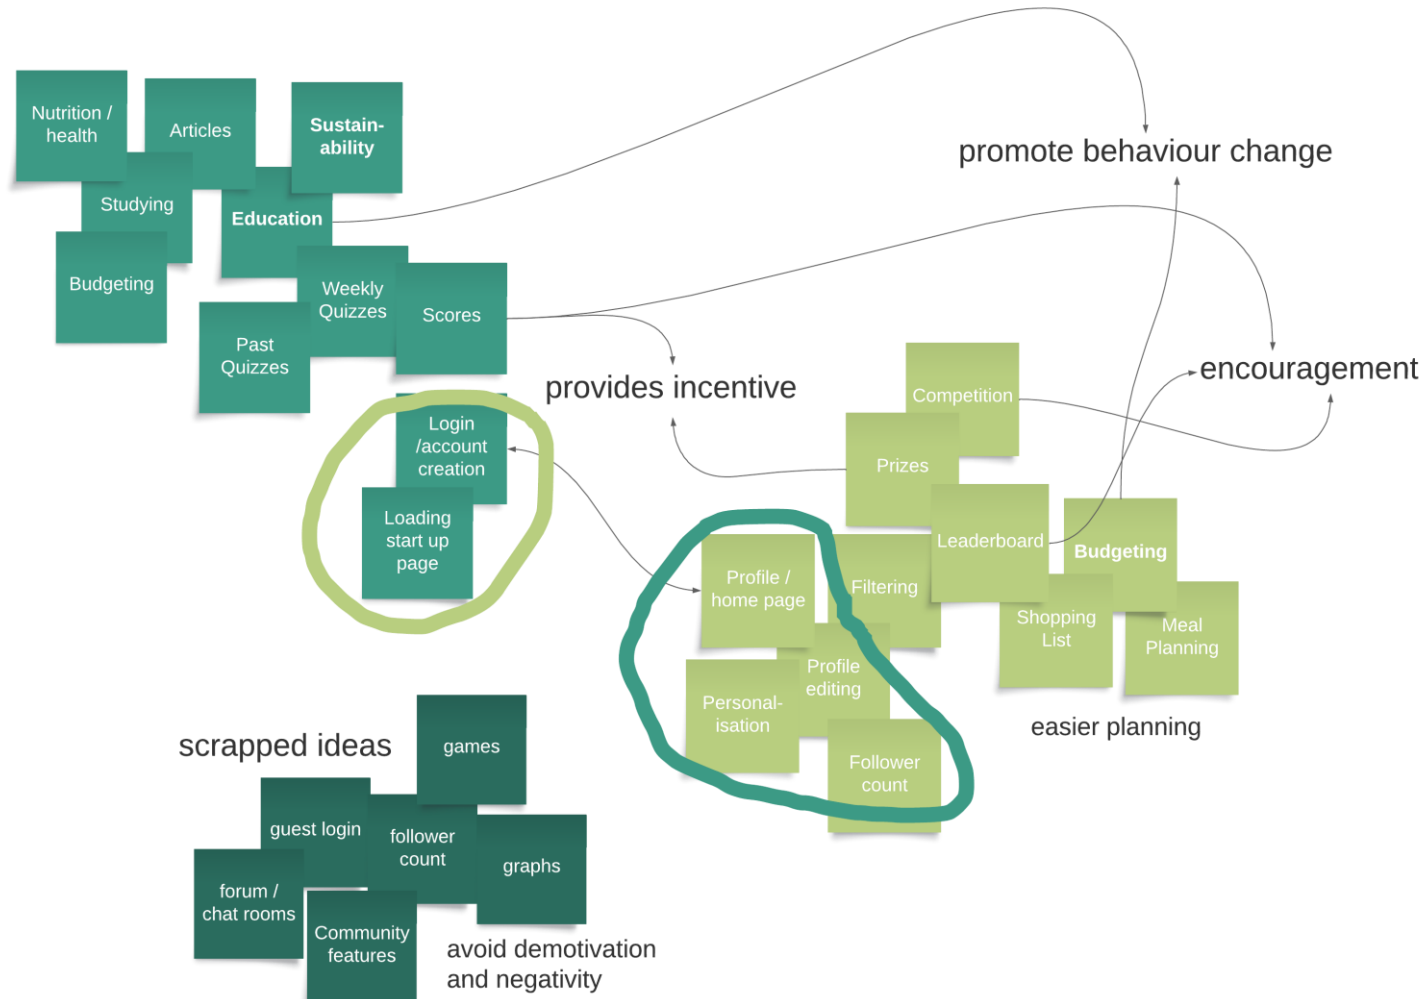 Nutrition /
health
Articles
Sustain-
ability
Studying
Education
Budgeting
Weekly
Quizzes
Scores
Past
Quizzes
Login
/account
creation
Loading
start up
page
promote behaviour change
encouragement
provides incentive
Competition
Prizes
Leaderboard
Budgeting
Filtering
Shopping
List
Meal
Planning
easier planning
Profile /
home page
Profile
editing
Personal-
isation
Follower
count
scrapped ideas
games
guest login
follower
count
graphs
forum /
chat rooms
Community
features
avoid demotivation
and negativity